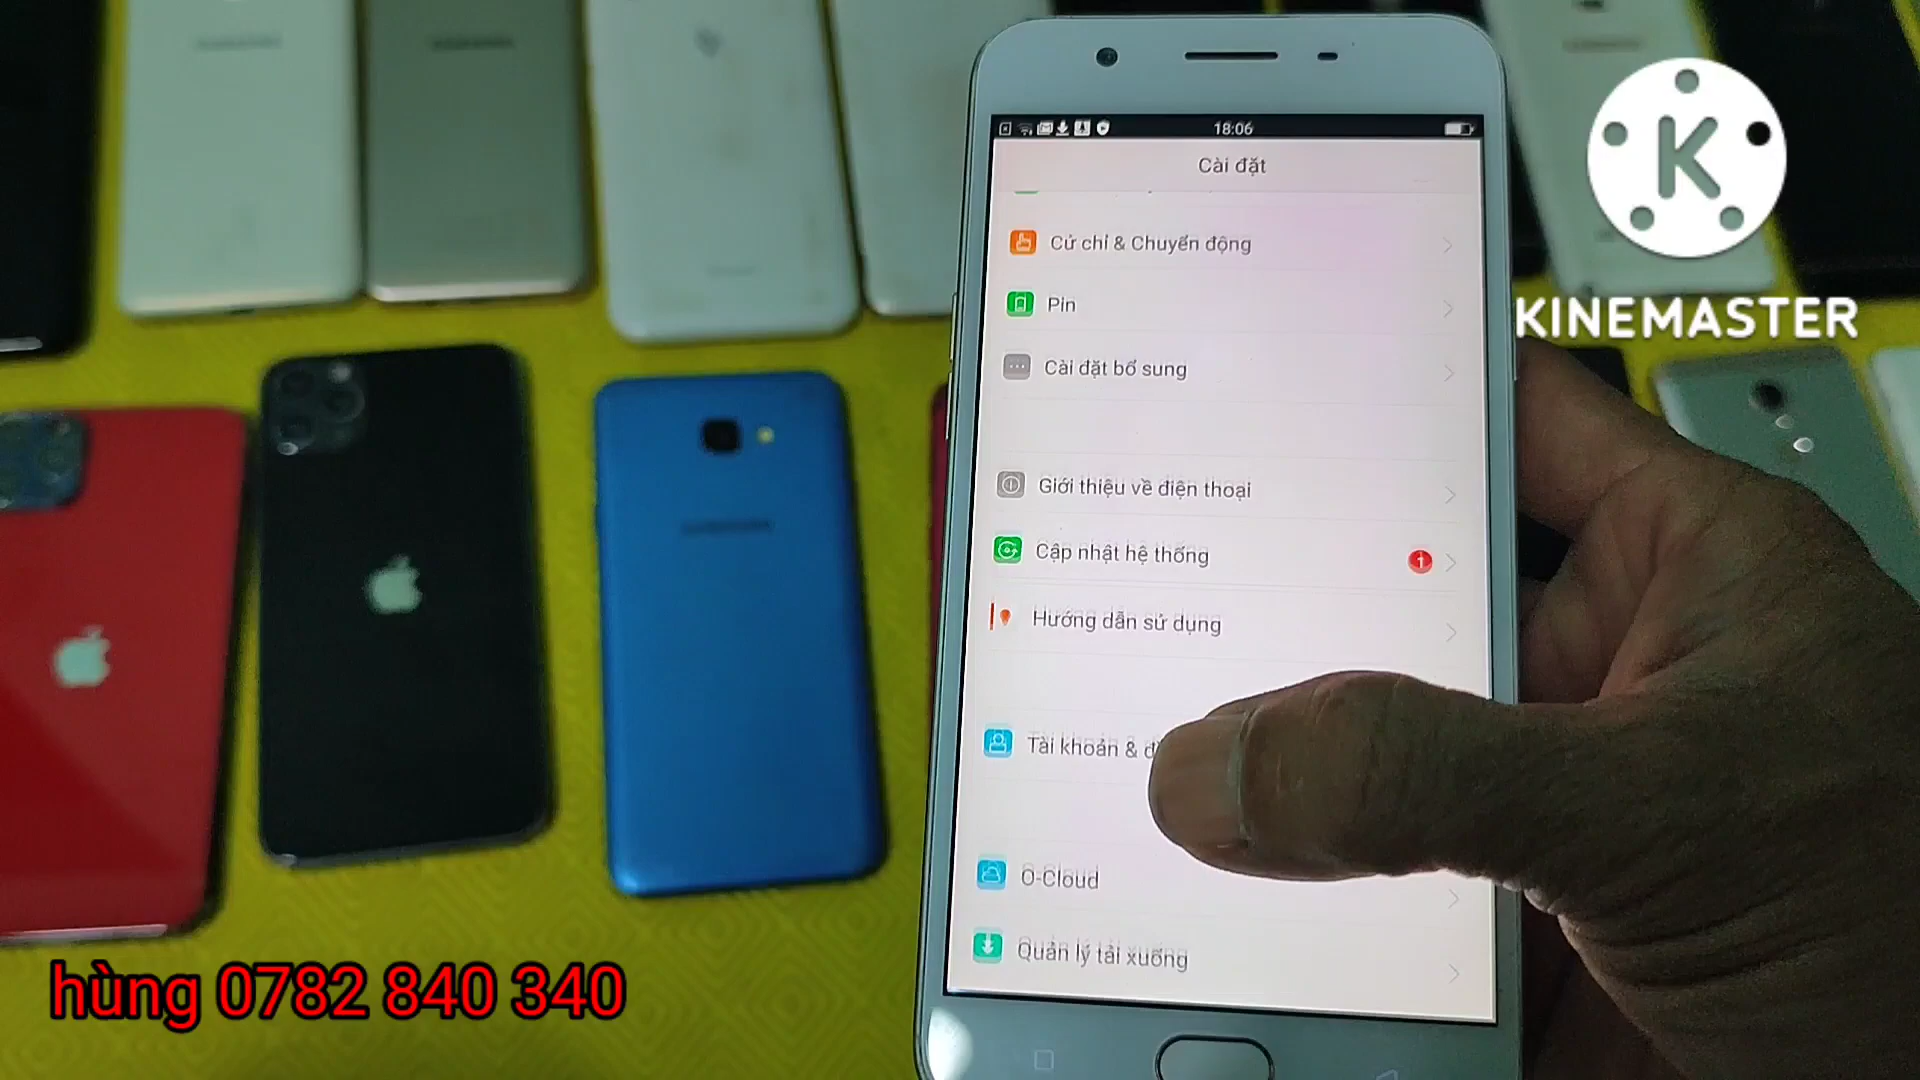 18:06
Cài đặt
Cử chỉ & Chuyển động
Pin
Cài đặt bổ sung
Giới thiệu về điện thoại
Cập nhật hệ thống
1
Hướng dẫn sử dụng
Tài khoản &
O-Cloud
Quản lý tải xuống
K
KINEMASTER
hùng 0782 840 340